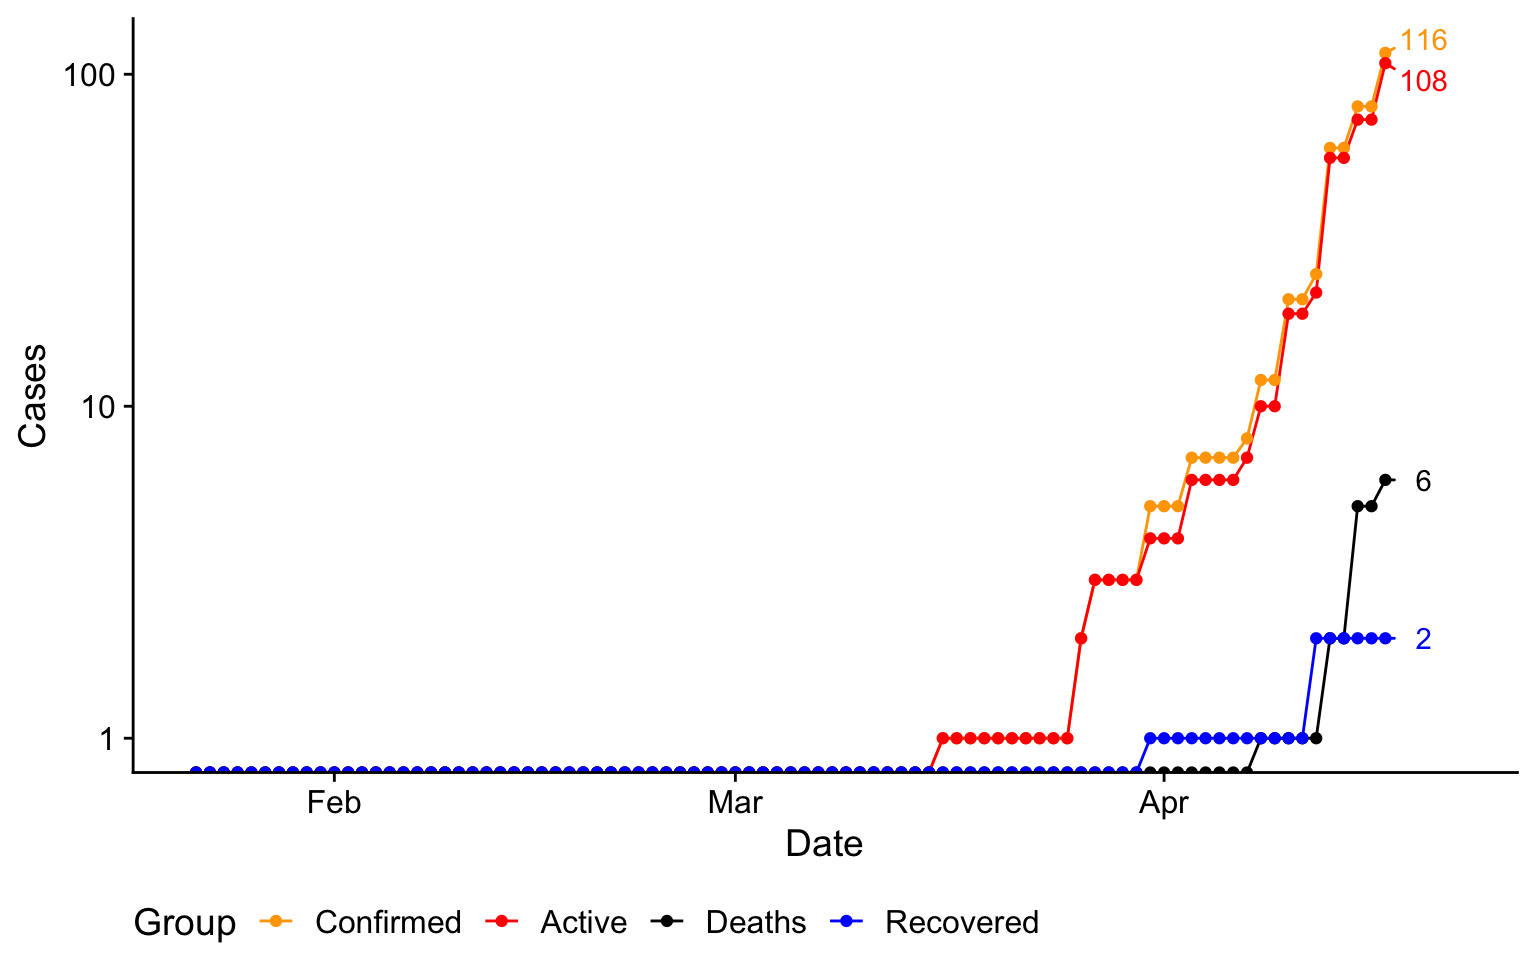 116
100
108
Cases
10
6
2
1
Feb Mar Apr
Date
Group Confirmed Active Deaths Recovered